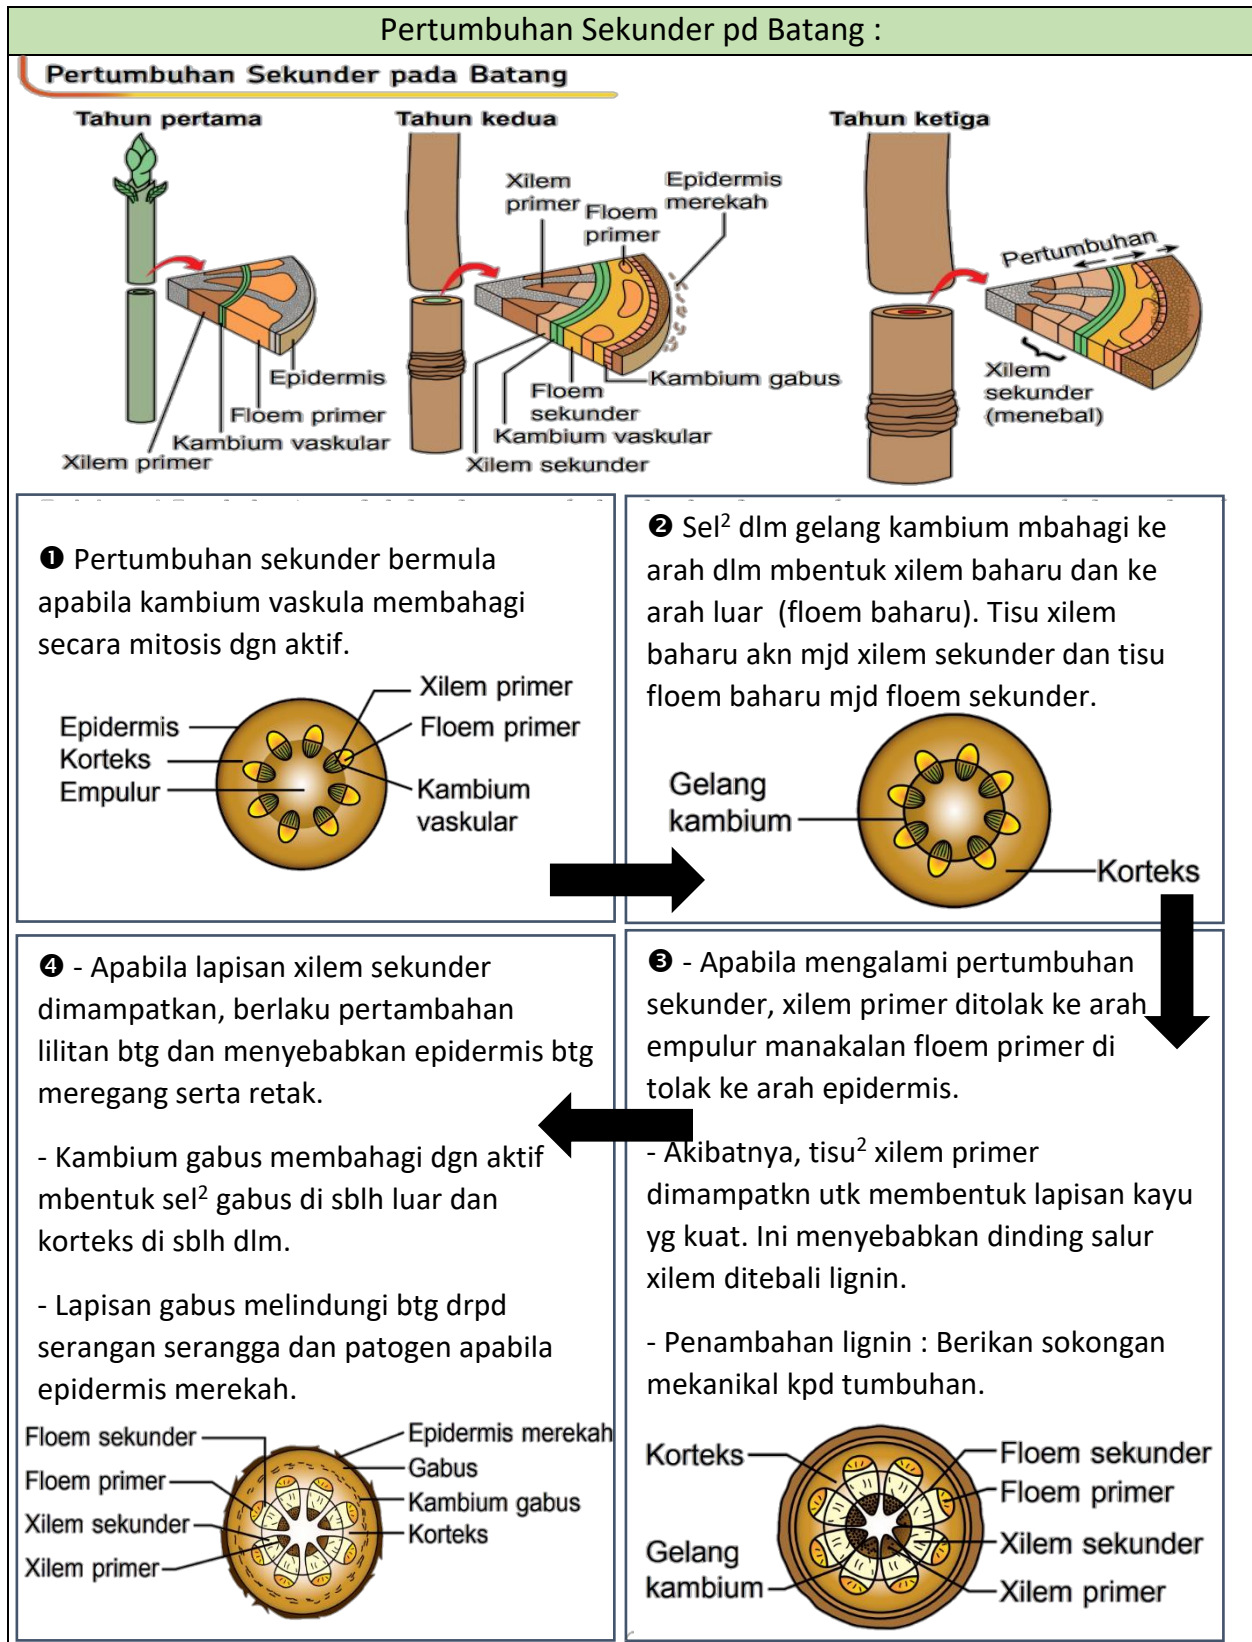 Pertumbuhan Sekunder pd Batang :
Pertumbuhan Sekunder pada Batang
Tahun pertama
Tahun kedua
Tahun ketiga
Epidermis
Floem primer
Kambium vaskular
Xilem primer
Xilem
primer
Floem
primer
Epidermis
merekah
Kambium gabus
Floem
sekunder
Kambium vaskular
Xilem sekunder
Pertumbuhan
Xilem
sekunder
(menebal)
❶ Pertumbuhan sekunder bermula
apabila kambium vaskula membahagi
secara mitosis dgn aktif.
Xilem primer
Epidermis
Floem primer
Korteks
Empulur
Kambium
vaskular
❷ Sel² dlm gelang kambium mbahagi ke
arah dlm mbentuk xilem baharu dan ke
arah luar (floem baharu). Tisu xilem
baharu akn mjd xilem sekunder dan tisu
floem baharu mjd floem sekunder.
Gelang
kambium
Korteks
❸ - Apabila mengalami pertumbuhan
sekunder, xilem primer ditolak ke arah
empulur manakalan floem primer di
tolak ke arah epidermis.
- Akibatnya, tisu² xilem primer
dimampatkn utk membentuk lapisan kayu
yg kuat. Ini menyebabkan dinding salur
xilem ditebali lignin.
- Penambahan lignin : Berikan sokongan
mekanikal kpd tumbuhan.
Korteks
Floem sekunder
Floem primer
Gelang
kambium
Xilem sekunder
Xilem primer
❹ - Apabila lapisan xilem sekunder
dimampatkan, berlaku pertambahan
lilitan btg dan menyebabkan epidermis btg
meregang serta retak.
- Kambium gabus membahagi dgn aktif
mbentuk sel² gabus di sblh luar dan
korteks di sblh dlm.
- Lapisan gabus melindungi btg drpd
serangan serangga dan patogen apabila
epidermis merekah.
Floem sekunder
Floem primer
Xilem sekunder
Xilem primer
Epidermis merekah
Gabus
Kambium gabus
Korteks